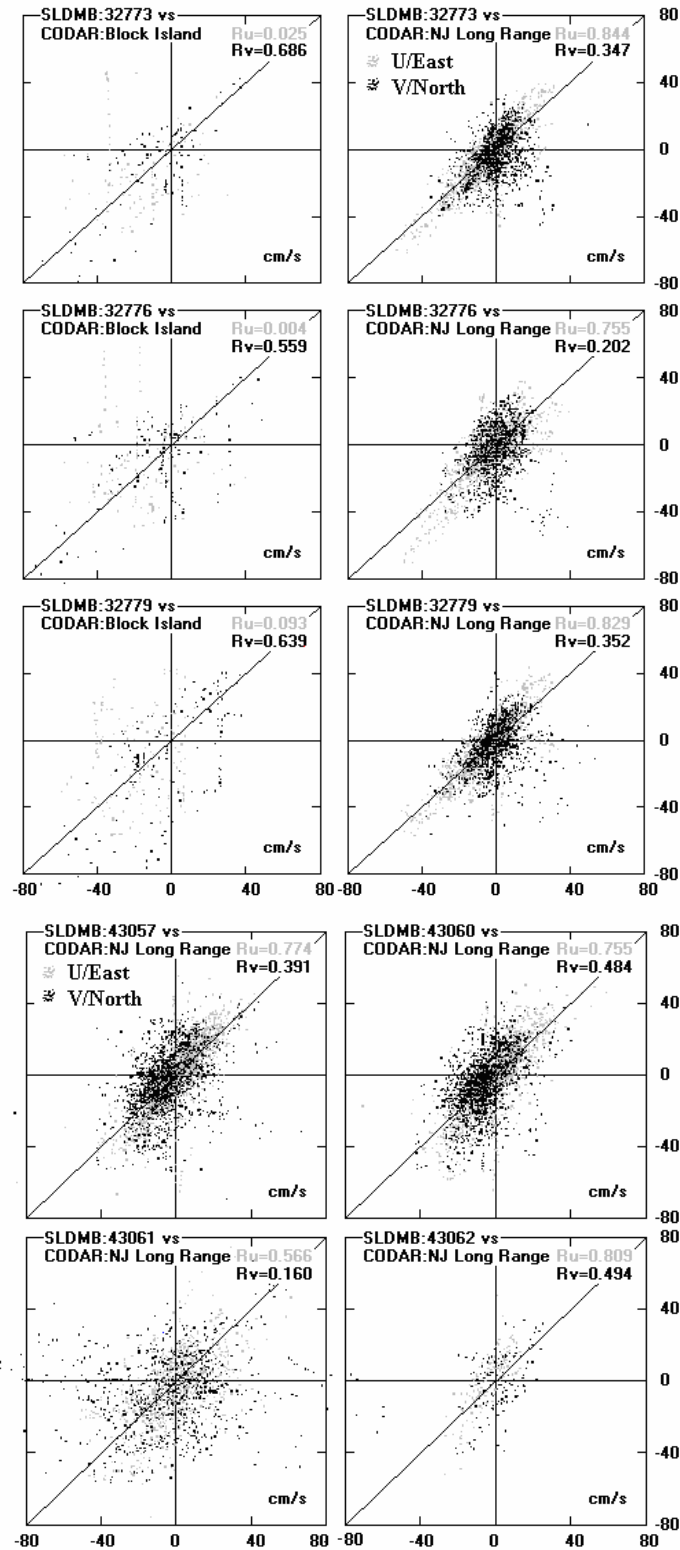 SLDMB:32773 vs
CODAR:Block Island Ru=0.025
Rv=0.686
SLDMB:32773 vs
CODAR:NJ Long Range Ru=0.844
Rv=0.347
U/East
V/North
80
40
0
-40
-80
cm/s
cm/s
SLDMB:32776 vs
CODAR:Block Island Ru=0.004
Rv=0.559
SLDMB:32776 vs
CODAR:NJ Long Range Ru=0.755
Rv=0.202
80
40
0
-40
-80
cm/s
cm/s
SLDMB:32779 vs
CODAR:Block Island Ru=0.093
Rv=0.639
SLDMB:32779 vs
CODAR:NJ Long Range Ru=0.829
Rv=0.352
80
40
0
-40
-80
cm/s
cm/s
-80 -40 0 40 80 -80 -40 0 40 80
SLDMB:43057 vs
CODAR:NJ Long Range Ru=0.774
Rv=0.391
U/East
V/North
SLDMB:43060 vs
CODAR:NJ Long Range Ru=0.755
Rv=0.484
80
40
0
-40
-80
cm/s
cm/s
SLDMB:43061 vs
CODAR:NJ Long Range Ru=0.566
Rv=0.160
SLDMB:43062 vs
CODAR:NJ Long Range Ru=0.809
Rv=0.494
80
40
0
-40
-80
cm/s
cm/s
-80 -40 0 40 80 -80 -40 0 40 80